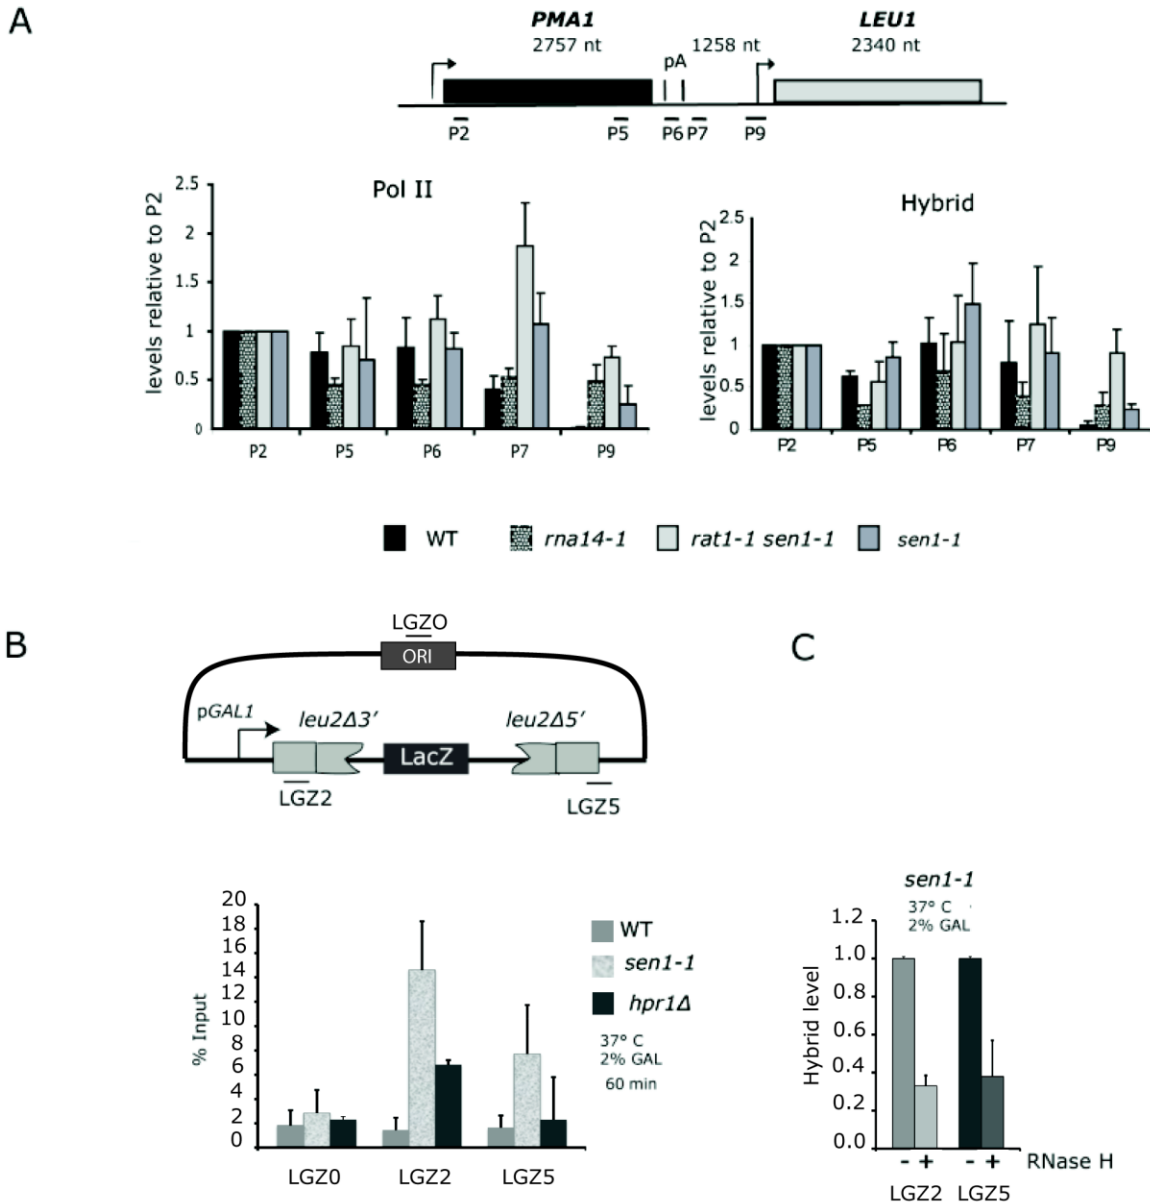 A
PMA1 LEU1
2757 nt 1258 nt 2340 nt
pA
P2 P5 P6 P7 P9
Pol II
levels relative to P2
2.5
2
1.5
1
0.5
0
P2 P5 P6 P7 P9
Hybrid
levels relative to P2
2.5
2
1.5
1
0.5
0
P2 P5 P6 P7 P9
WT rna14-1 rat1-1 sen1-1 sen1-1
B
LGZO
ORI
pGAL1 leu2Δ3' leu2Δ5'
LacZ
LGZ2 LGZ5
% Input
20
18
16
14
12
10
8
6
4
2
0
LGZ0 LGZ2 LGZ5
WT
sen1-1
hpr1Δ
37° C
2% GAL
60 min
C
sen1-1
37° C
2% GAL
Hybrid level
1.2
1.0
0.8
0.6
0.4
0.2
0.0
- + - + RNase H
LGZ2 LGZ5